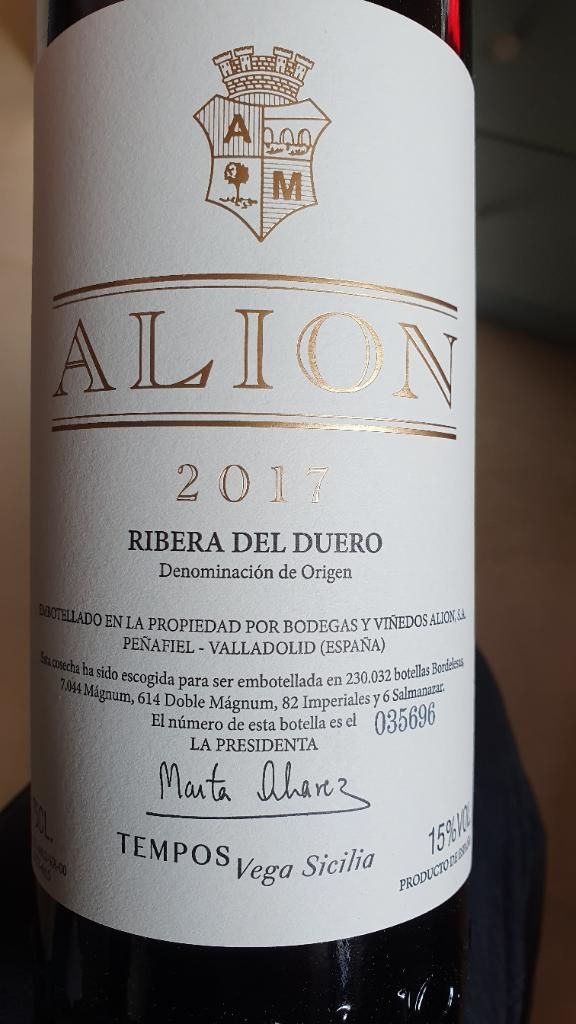 A
M
ALION
2017
RIBERA DEL DUERO
Denominación de Origen
EMBOTELLADO EN LA PROPIEDAD POR BODEGAS Y VIÑEDOS ALION, S.A.
PEÑAFIEL - VALLADOLID (ESPAÑA)
Esta cosecha ha sido escogida para ser embotellada en 230.032 botellas Bordelesas,
7.044 Mágnum, 614 Doble Mágnum, 82 Imperiales y 6 Salmanazar.
El número de esta botella es el 035696
LA PRESIDENTA
Marta Alvarez
TEMPOS Vega Sicilia
15%VOL.
PRODUCTO DE ESPAÑA